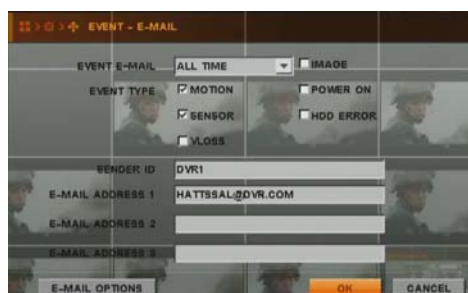 EVENT - E-MAIL
EVENT E-MAIL ALL TIME IMAGE
EVENT TYPE MOTION POWER ON
SENSOR HDD ERROR
VLOSS
SENDER ID DVR1
E-MAIL ADDRESS 1 HATTSSAL@DVR.COM
E-MAIL ADDRESS 2
E-MAIL ADDRESS 3
E-MAIL OPTIONS OK CANCEL